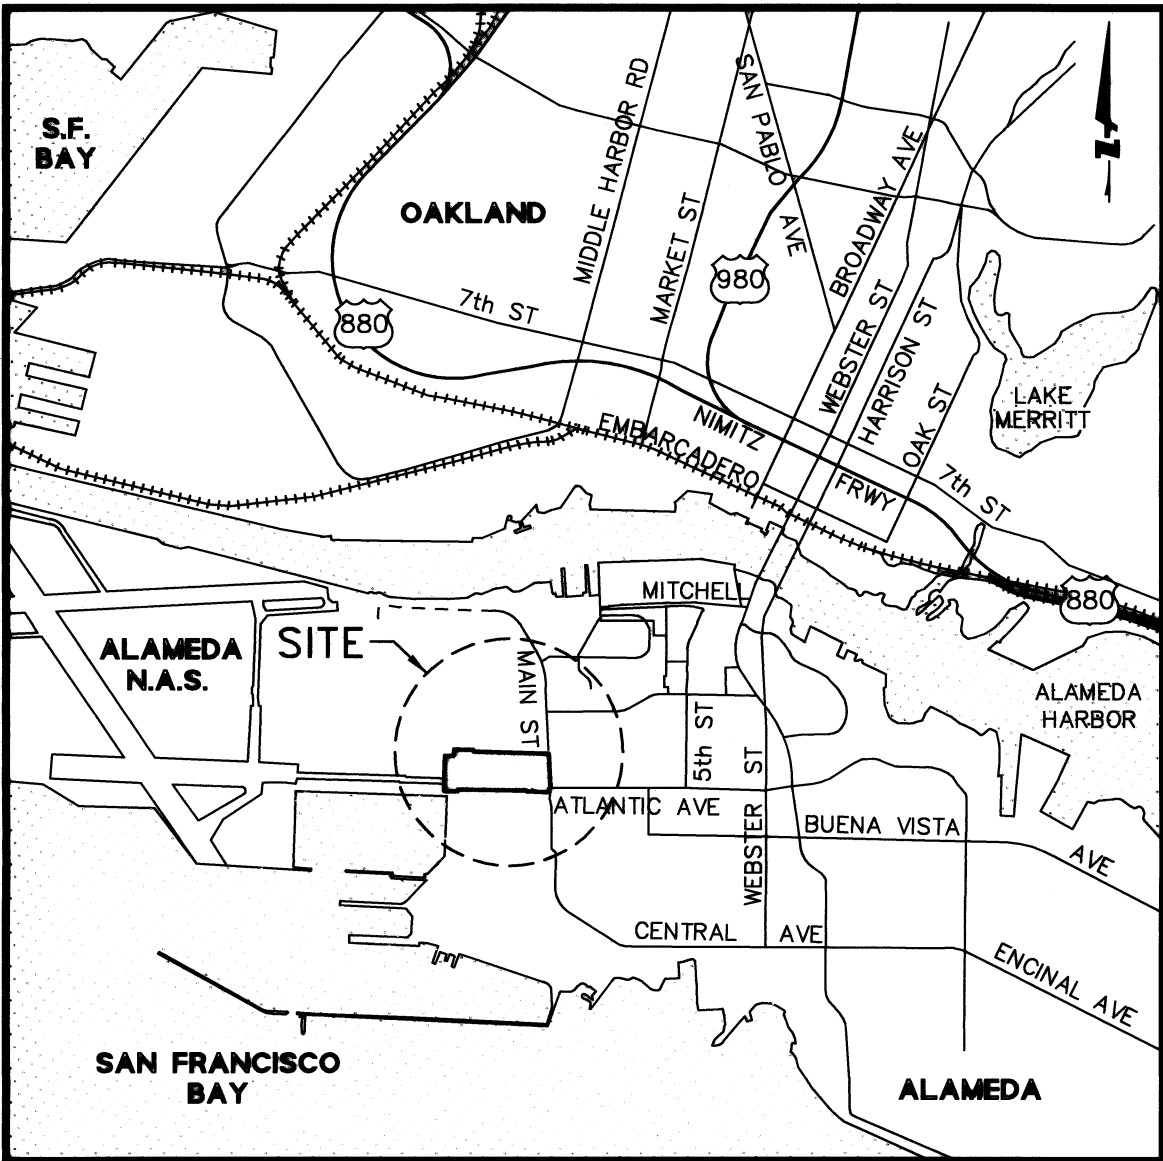 S.F.
BAY
OAKLAND
MIDDLE HARBOR RD
MARKET ST
SAN PABLO
AVE
980
BROADWAY AVE
WEBSTER ST
HARRISON ST
OAK ST
N
7th ST
880
LAKE
MERRITT
EMBARCADERO
NIMITZ
FRWY
7th ST
880
MITCHELL
ALAMEDA
N.A.S.
SITE
MAIN ST
5th ST
WEBSTER ST
ALAMEDA
HARBOR
ATLANTIC AVE
BUENA VISTA
AVE
CENTRAL AVE
ENCINAL AVE
SAN FRANCISCO
BAY
ALAMEDA